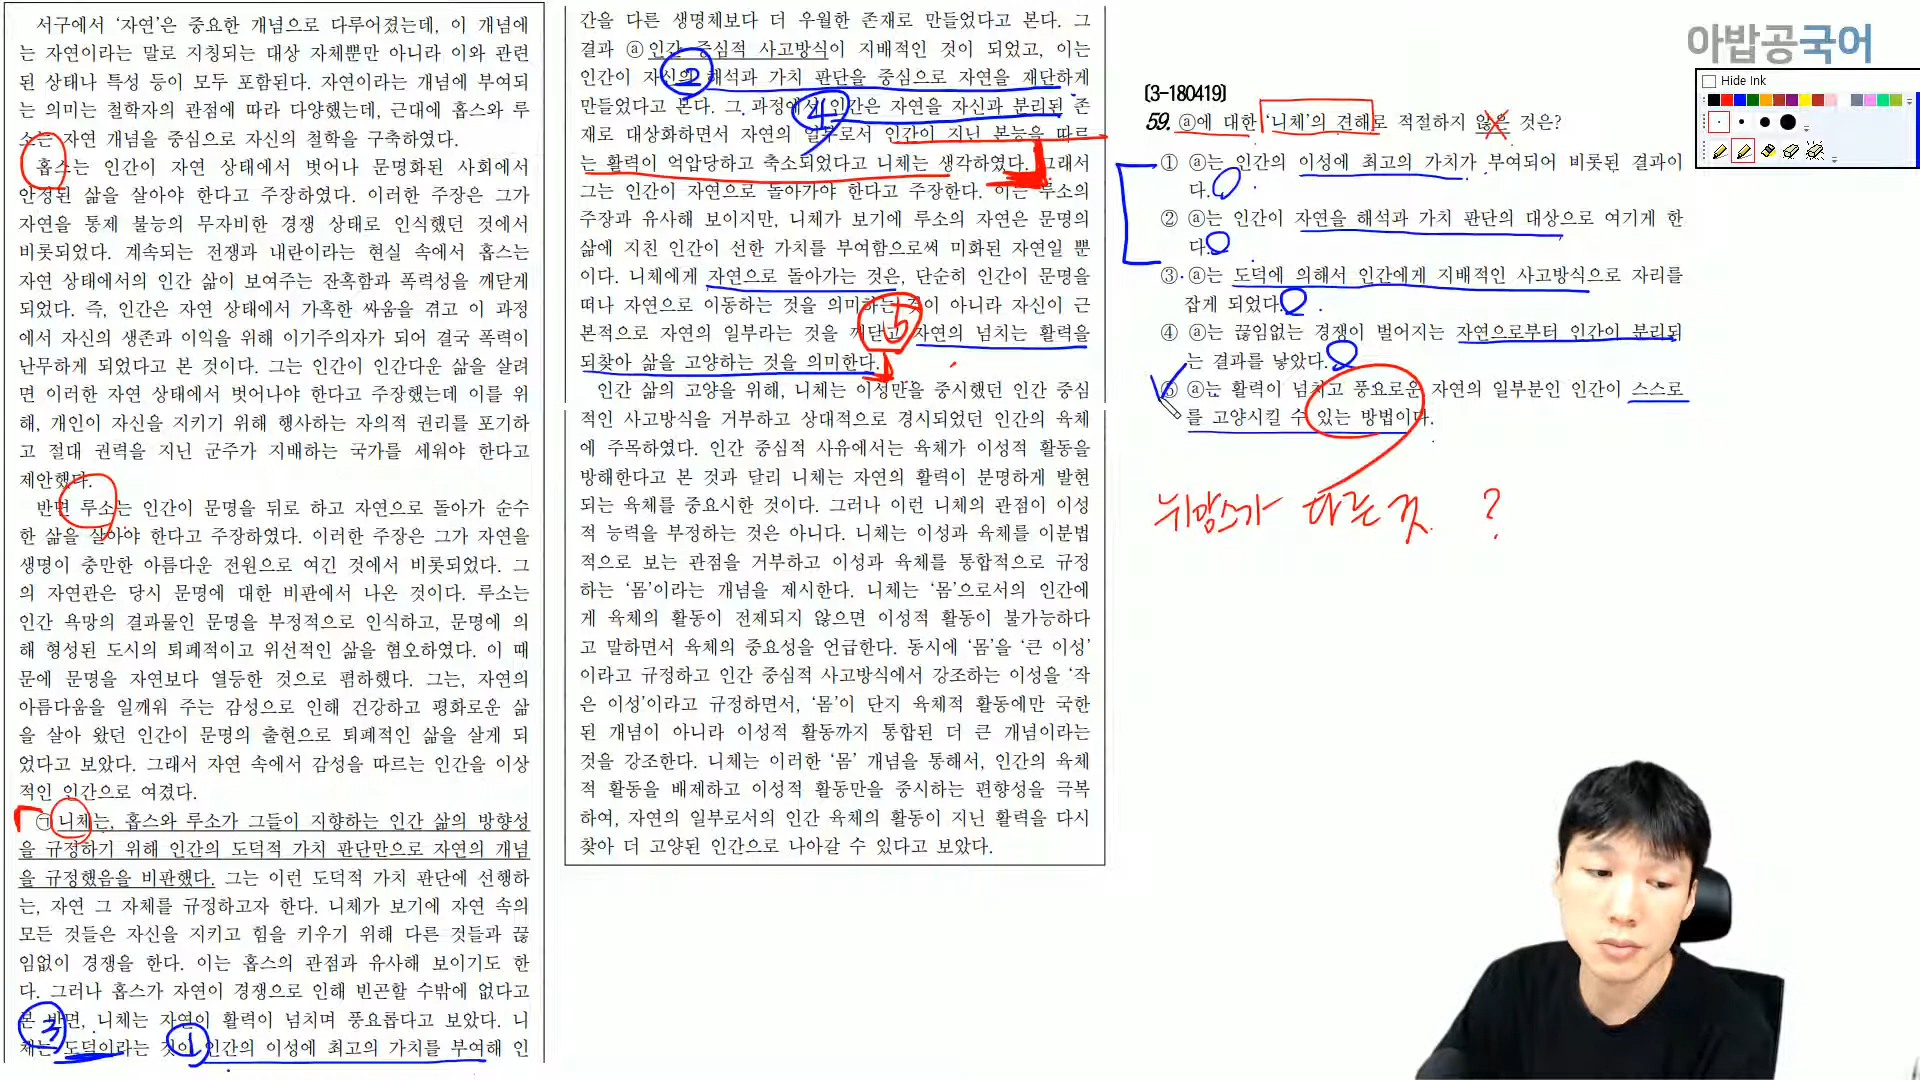 서구에서 ‘자연’은 중요한 개념으로 다루어졌는데, 이 개념에
는 자연이라는 말로 지칭되는 대상 자체뿐만 아니라 이와 관련
된 상태나 특성 등이 모두 포함된다. 자연이라는 개념에 부여되
는 의미는 철학자의 관점에 따라 다양했는데, 근대에 홉스와 루
소는 자연 개념을 중심으로 자신의 철학을 구축하였다.
홉스는 인간이 자연 상태에서 벗어나 문명화된 사회에서
안정된 삶을 살아야 한다고 주장하였다. 이러한 주장은 그가
자연을 통제 불능의 무자비한 경쟁 상태로 인식했던 것에서
비롯되었다. 계속되는 전쟁과 내란이라는 현실 속에서 홉스는
자연 상태에서의 인간 삶이 보여주는 잔혹함과 폭력성을 깨닫게
되었다. 즉, 인간은 자연 상태에서 가혹한 싸움을 겪고 이 과정
에서 자신의 생존과 이익을 위해 이기주의자가 되어 결국 폭력이
난무하게 되었다고 본 것이다. 그는 인간이 인간다운 삶을 살려
면 이러한 자연 상태에서 벗어나야 한다고 주장했는데 이를 위
해, 개인이 자신을 지키기 위해 행사하는 자의적 권리를 포기하
고 절대 권력을 지닌 군주가 지배하는 국가를 세워야 한다고
제안했다.
반면 루소는 인간이 문명을 뒤로 하고 자연으로 돌아가 순수
한 삶을 살아야 한다고 주장하였다. 이러한 주장은 그가 자연을
생명이 충만한 아름다운 전원으로 여긴 것에서 비롯되었다. 그
의 자연관은 당시 문명에 대한 비판에서 나온 것이다. 루소는
인간 욕망의 결과물인 문명을 부정적으로 인식하고, 문명에 의
해 형성된 도시의 퇴폐적이고 위선적인 삶을 혐오하였다. 이 때
문에 문명을 자연보다 열등한 것으로 폄하했다. 그는, 자연의
아름다움을 일깨워 주는 감성으로 인해 건강하고 평화로운 삶
을 살아 왔던 인간이 문명의 출현으로 퇴폐적인 삶을 살게 되
었다고 보았다. 그래서 자연 속에서 감성을 따르는 인간을 이상
적인 인간으로 여겼다.
㉠ 니체는, 홉스와 루소가 그들이 지향하는 인간 삶의 방향성
을 규정하기 위해 인간의 도덕적 가치 판단만으로 자연의 개념
을 규정했음을 비판했다. 그는 이런 도덕적 가치 판단에 선행하
는, 자연 그 자체를 규정하고자 한다. 니체가 보기에 자연 속의
모든 것들은 자신을 지키고 힘을 키우기 위해 다른 것들과 끊
임없이 경쟁을 한다. 이는 홉스의 관점과 유사해 보이기도 한
다. 그러나 홉스가 자연이 경쟁으로 인해 빈곤할 수밖에 없다고
본 반면, 니체는 자연이 활력이 넘치며 풍요롭다고 보았다. 니
체는 도덕이라는 것이 인간의 이성에 최고의 가치를 부여해 인
③ ①
간을 다른 생명체보다 더 우월한 존재로 만들었다고 본다. 그
결과 ⓐ 인간 중심적 사고방식이 지배적인 것이 되었고, 이는
인간이 자신의 해석과 가치 판단을 중심으로 자연을 재단하게
만들었다고 본다. 그 과정에서 인간은 자연을 자신과 분리된 존
재로 대상화하면서 자연의 일부로서 인간이 지닌 본능을 따르
는 활력이 억압당하고 축소되었다고 니체는 생각하였다. 그래서
그는 인간이 자연으로 돌아가야 한다고 주장한다. 이는 루소의
주장과 유사해 보이지만, 니체가 보기에 루소의 자연은 문명의
삶에 지친 인간이 선한 가치를 부여함으로써 미화된 자연일 뿐
이다. 니체에게 자연으로 돌아가는 것은, 단순히 인간이 문명을
떠나 자연으로 이동하는 것을 의미하는 것이 아니라 자신이 근
본적으로 자연의 일부라는 것을 깨닫고 자연의 넘치는 활력을
되찾아 삶을 고양하는 것을 의미한다.
② ④ ⑤
인간 삶의 고양을 위해, 니체는 이성만을 중시했던 인간 중심
적인 사고방식을 거부하고 상대적으로 경시되었던 인간의 육체
에 주목하였다. 인간 중심적 사유에서는 육체가 이성적 활동을
방해한다고 본 것과 달리 니체는 자연의 활력이 분명하게 발현
되는 육체를 중요시한 것이다. 그러나 이런 니체의 관점이 이성
적 능력을 부정하는 것은 아니다. 니체는 이성과 육체를 이분법
적으로 보는 관점을 거부하고 이성과 육체를 통합적으로 규정
하는 ‘몸’이라는 개념을 제시한다. 니체는 ‘몸’으로서의 인간에
게 육체의 활동이 전제되지 않으면 이성적 활동이 불가능하다
고 말하면서 육체의 중요성을 언급한다. 동시에 ‘몸’을 ‘큰 이성’
이라고 규정하고 인간 중심적 사고방식에서 강조하는 이성을 ‘작
은 이성’이라고 규정하면서, ‘몸’이 단지 육체적 활동에만 국한
된 개념이 아니라 이성적 활동까지 통합된 더 큰 개념이라는
것을 강조한다. 니체는 이러한 ‘몸’ 개념을 통해서, 인간의 육체
적 활동을 배제하고 이성적 활동만을 중시하는 편향성을 극복
하여, 자연의 일부로서의 인간 육체의 활동이 지닌 활력을 다시
찾아 더 고양된 인간으로 나아갈 수 있다고 보았다.
아밥공국어
Hide Ink
[3-180419]
59. ⓐ에 대한 ‘니체’의 견해로 적절하지 않은 것은?
① ⓐ는 인간의 이성에 최고의 가치가 부여되어 비롯된 결과이
다.
② ⓐ는 인간이 자연을 해석과 가치 판단의 대상으로 여기게 한
다.
③ ⓐ는 도덕에 의해서 인간에게 지배적인 사고방식으로 자리를
잡게 되었다.
④ ⓐ는 끊임없는 경쟁이 벌어지는 자연으로부터 인간이 분리되
는 결과를 낳았다.
⑤ ⓐ는 활력이 넘치고 풍요로운 자연의 일부분인 인간이 스스로
를 고양시킬 수 있는 방법이다.
뉘앙스가 다른 것 ?